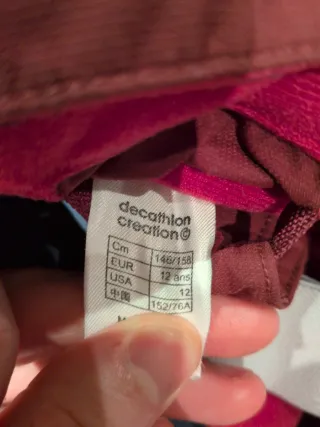 decathlon
creation©
Cm 146/158
EUR 12 ans
USA 12
中国 152/76A